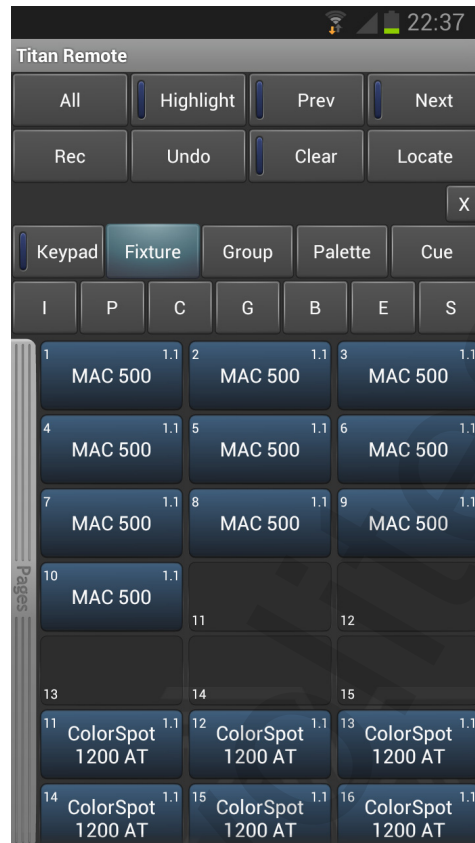 22:37
Titan Remote
All Highlight Prev Next
Rec Undo Clear Locate
X
Keypad Fixture Group Palette Cue
I P C G B E S
1 1.1 2 1.1 3 1.1
MAC 500 MAC 500 MAC 500
4 1.1 5 1.1 6 1.1
MAC 500 MAC 500 MAC 500
7 1.1 8 1.1 9 1.1
MAC 500 MAC 500 MAC 500
Pages
10 1.1
MAC 500
11 12
13 14 15
11 1.1 12 1.1 13 1.1
ColorSpot ColorSpot ColorSpot
1200 AT 1200 AT 1200 AT
14 1.1 15 1.1 16 1.1
ColorSpot ColorSpot ColorSpot
1200 AT 1200 AT 1200 AT